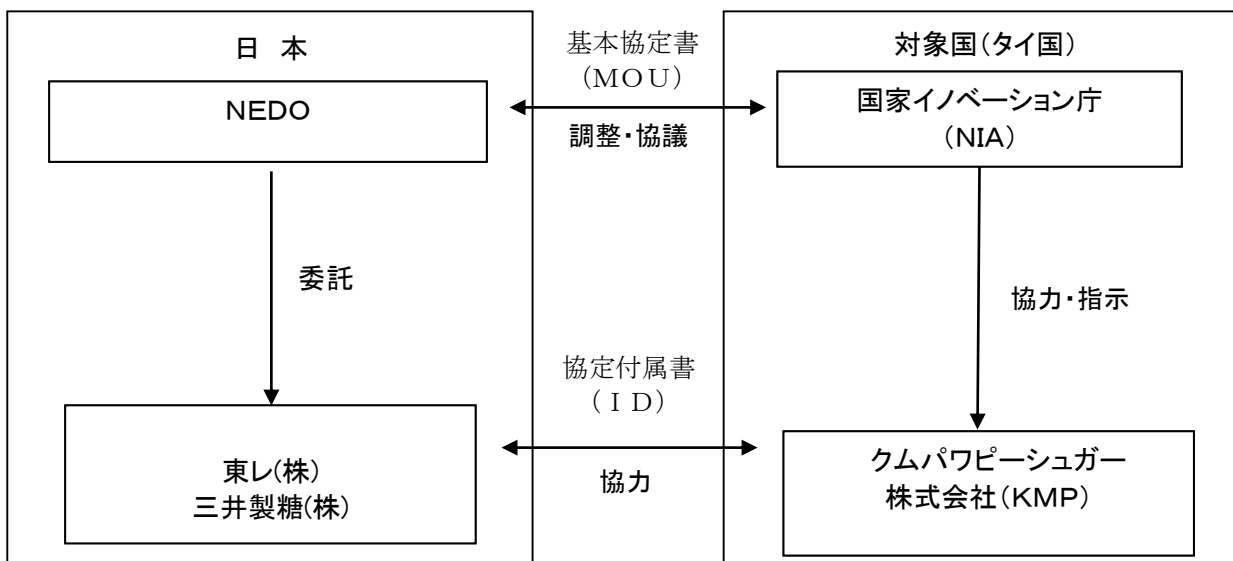 日 本
NEDO
委託
東レ(株)
三井製糖(株)
基本協定書
(MOU)
調整・協議
協定付属書
(ID)
協力
対象国(タイ国)
国家イノベーション庁
(NIA)
協力・指示
クムパワピーシュガー
株式会社(KMP)